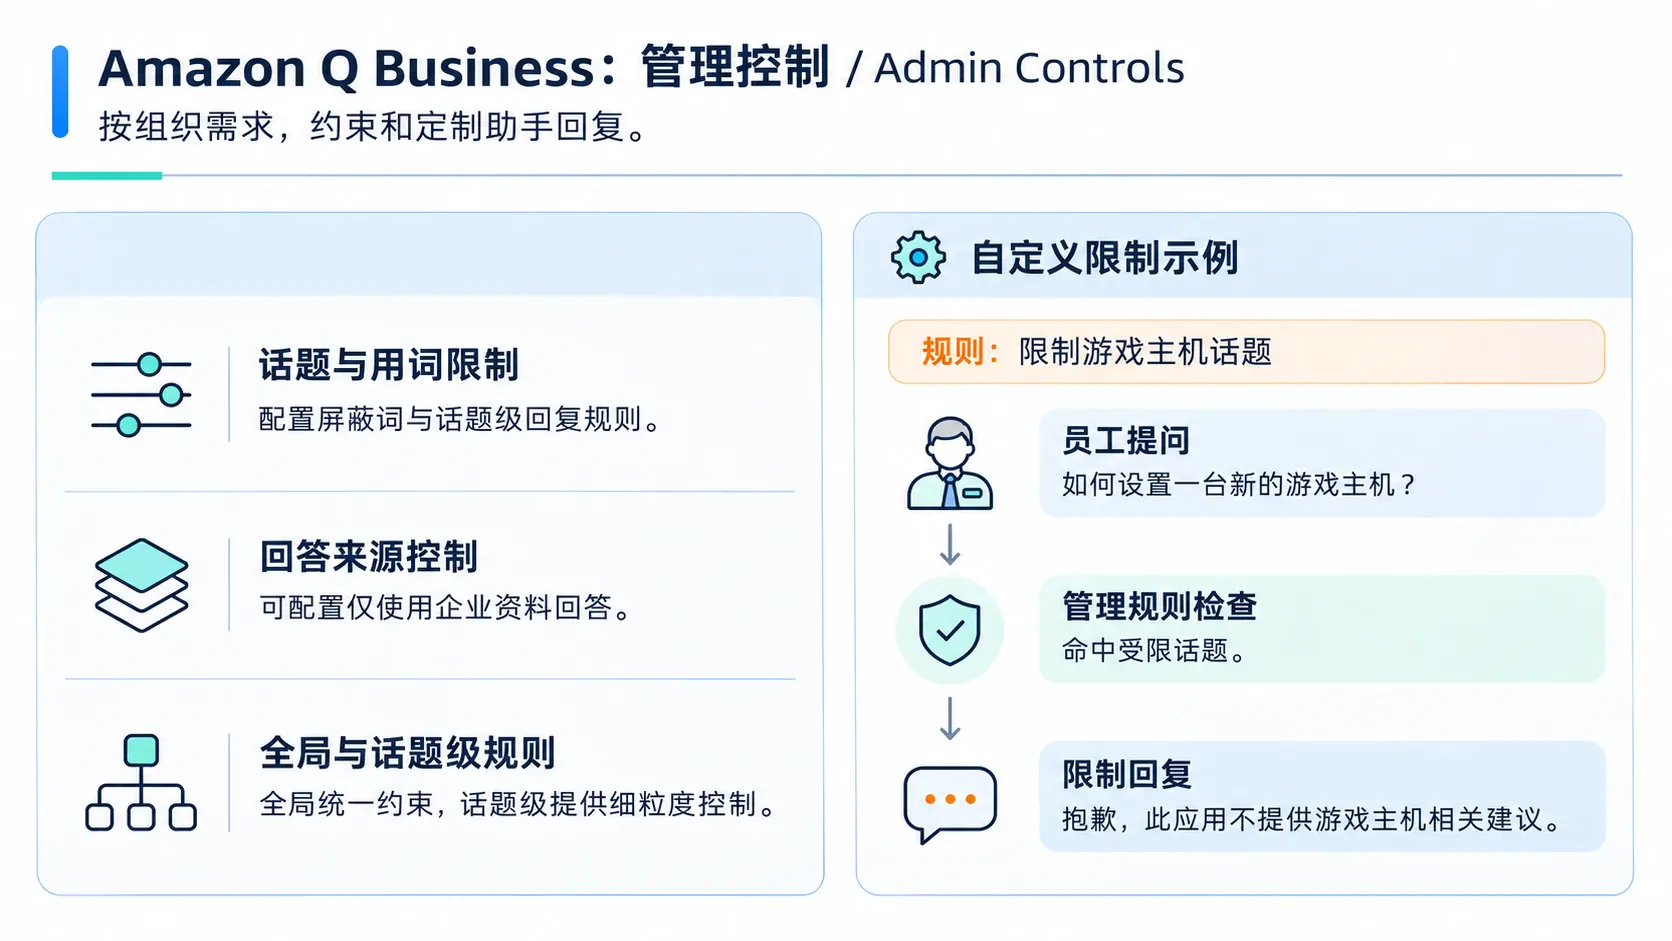 Amazon Q Business：管理控制 / Admin Controls
按组织需求，约束和定制助手回复。
话题与用词限制
配置屏蔽词与话题级回复规则。
回答来源控制
可配置仅使用企业资料回答。
全局与话题级规则
全局统一约束，话题级提供细粒度控制。
自定义限制示例
规则：限制游戏主机话题
员工提问
如何设置一台新的游戏主机？
管理规则检查
命中受限话题。
限制回复
抱歉，此应用不提供游戏主机相关建议。